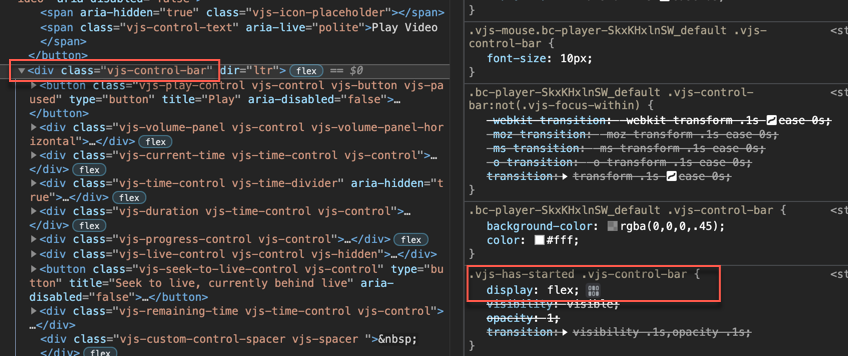 ideo" aria-disabled="false">
<span aria-hidden="true" class="vjs-icon-placeholder"></span>
<span class="vjs-control-text" aria-live="polite">Play Video
</span>
</button>
▼<div class="vjs-control-bar" dir="ltr"> flex == $0
▶<button class="vjs-play-control vjs-control vjs-button vjs-pa
used" type="button" title="Play" aria-disabled="false">…
</button>
▶<div class="vjs-volume-panel vjs-control vjs-volume-panel-hor
izontal">…</div> flex
▶<div class="vjs-current-time vjs-time-control vjs-control">…
</div> flex
▶<div class="vjs-time-control vjs-time-divider" aria-hidden="t
rue">…</div> flex
▶<div class="vjs-duration vjs-time-control vjs-control">…
</div> flex
▶<div class="vjs-progress-control vjs-control">…</div> flex
▶<div class="vjs-live-control vjs-control vjs-hidden">…</div>
▶<button class="vjs-seek-to-live-control vjs-control" type="bu
tton" title="Seek to live, currently behind live" aria-
disabled="false">…</button>
▶<div class="vjs-remaining-time vjs-time-control vjs-control">
…</div>
<div class="vjs-custom-control-spacer vjs-spacer ">&nbsp;
</div> flex
}
.vjs-mouse.bc-player-SkxKHxlnSW_default .vjs- <st
control-bar {
font-size: 10px;
}
.bc-player-SkxKHxlnSW_default .vjs-control- <st
bar:not(.vjs-focus-within) {
-webkit-transition: -webkit-transform .1s ease 0s;
-moz-transition: -moz-transform .1s ease 0s;
-ms-transition: -ms-transform .1s ease 0s;
-o-transition: -o-transform .1s ease 0s;
transition:▶ transform .1s ease 0s;
}
.bc-player-SkxKHxlnSW_default .vjs-control-bar { <st
background-color: rgba(0,0,0,.45);
color: #fff;
}
.vjs-has-started .vjs-control-bar { <st
display: flex;
visibility: visible;
opacity: 1;
transition:▶ visibility .1s,opacity .1s;
}